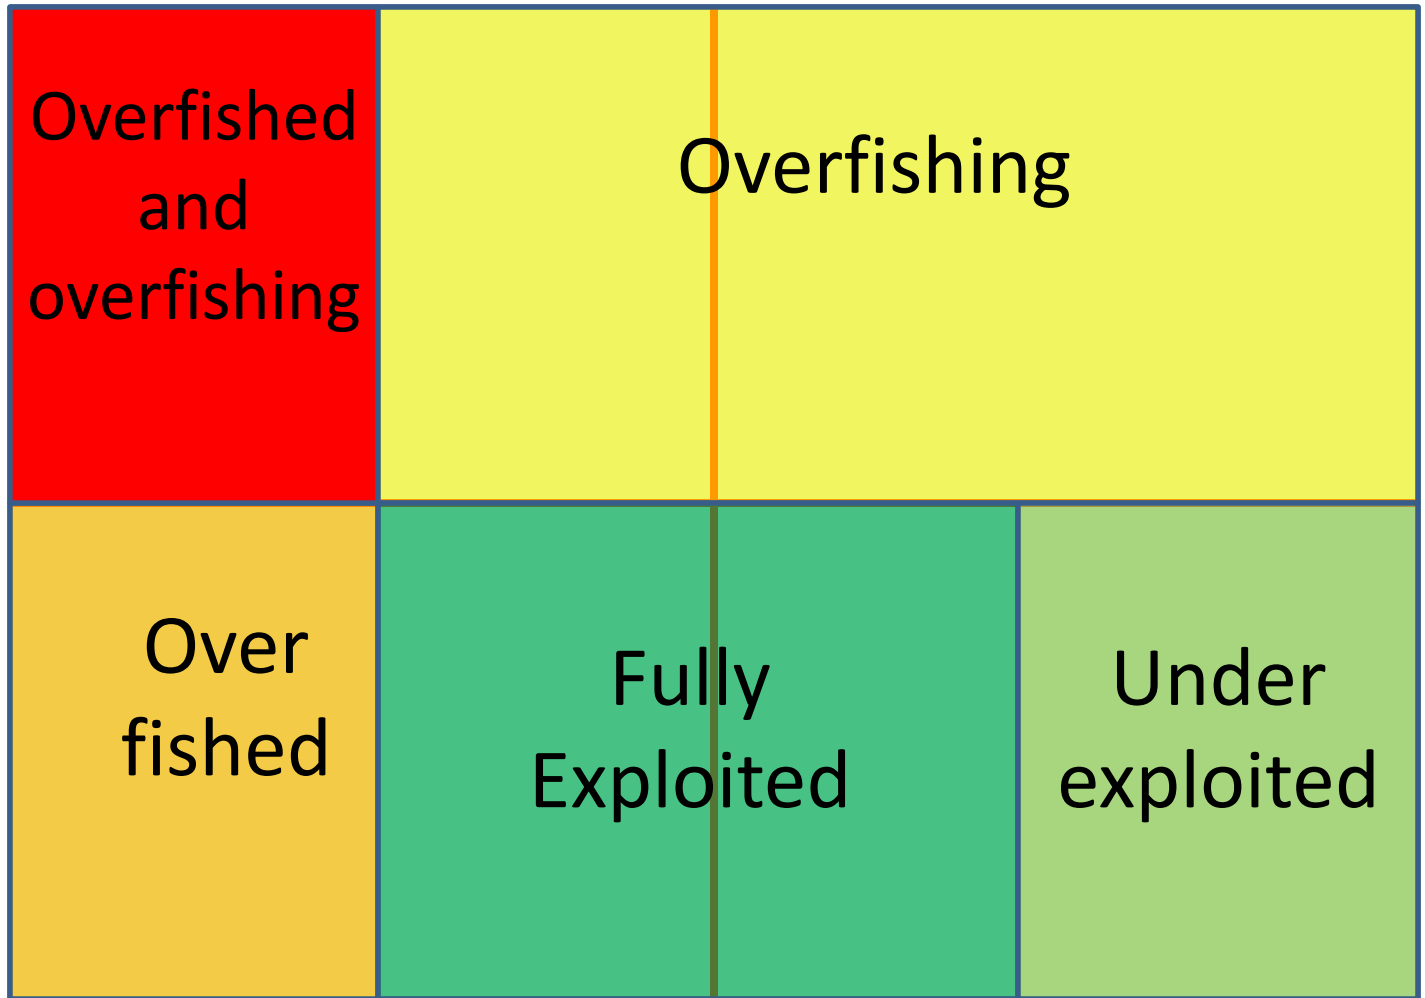 Overfished
and
overfishing
Overfishing
Over
fished
Fully
Exploited
Under
exploited